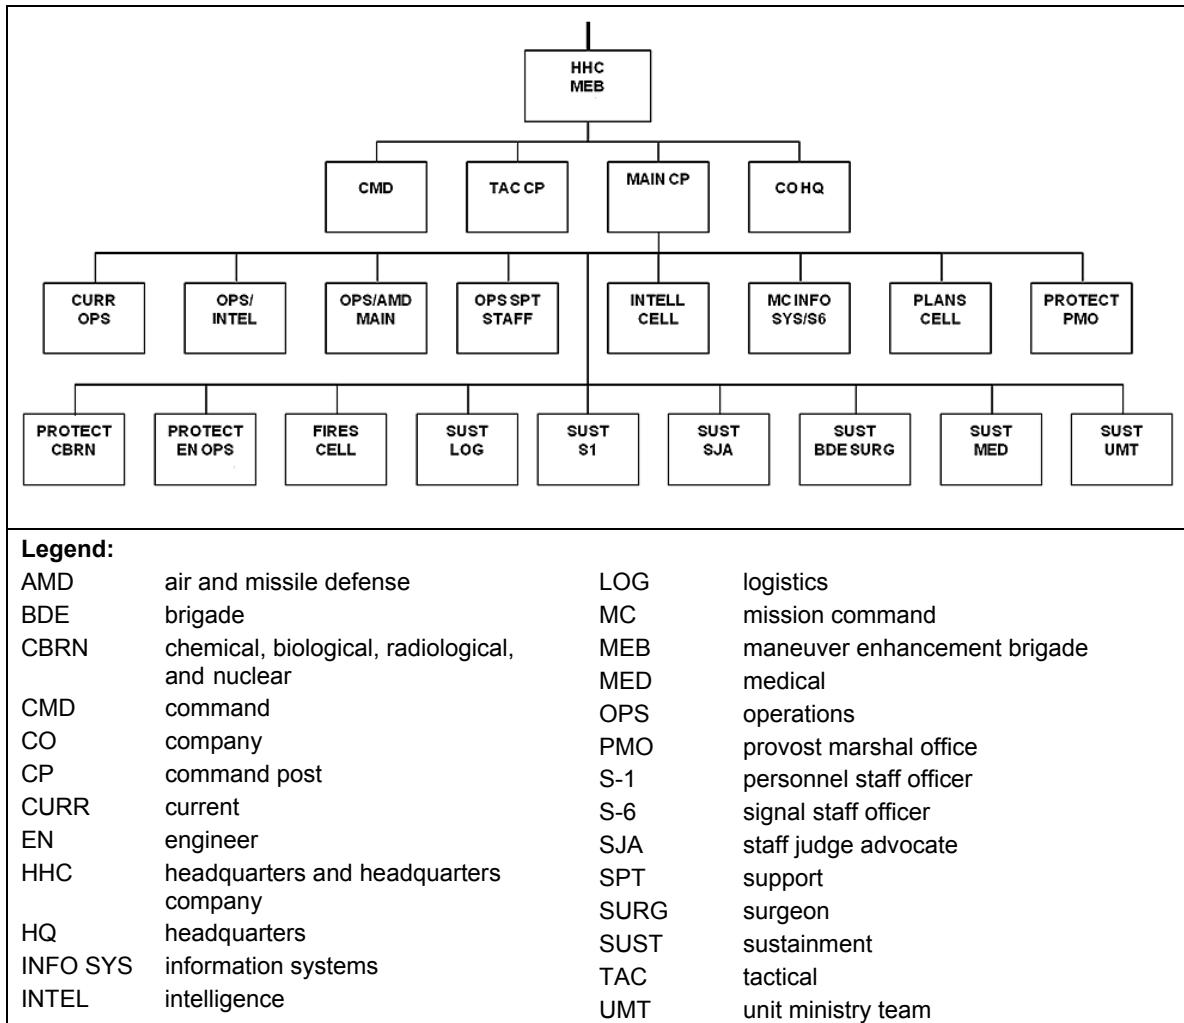 HHC
MEB
CMD
TAC CP
MAIN CP
CO HQ
CURR
OPS
OPS/
INTEL
OPS/AMD
MAIN
OPS SPT
STAFF
INTELL
CELL
MC INFO
SYS/S6
PLANS
CELL
PROTECT
PMO
PROTECT
CBRN
PROTECT
EN OPS
FIRES
CELL
SUST
LOG
SUST
S1
SUST
SJA
SUST
BDE SURG
SUST
MED
SUST
UMT
Legend:
AMD air and missile defense
BDE brigade
CBRN chemical, biological, radiological,
and nuclear
CMD command
CO company
CP command post
CURR current
EN engineer
HHC headquarters and headquarters
company
HQ headquarters
INFO SYS information systems
INTEL intelligence
LOG logistics
MC mission command
MEB maneuver enhancement brigade
MED medical
OPS operations
PMO provost marshal office
S-1 personnel staff officer
S-6 signal staff officer
SJA staff judge advocate
SPT support
SURG surgeon
SUST sustainment
TAC tactical
UMT unit ministry team